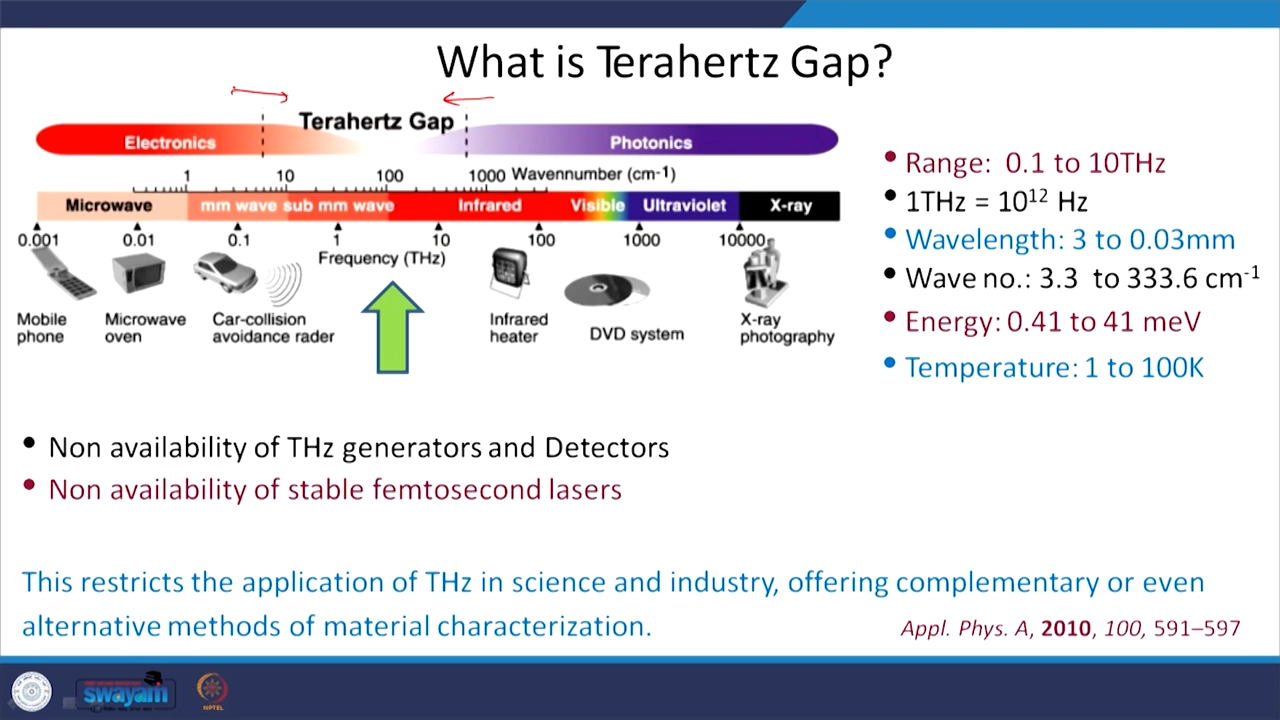 What is Terahertz Gap?
Terahertz Gap
Electronics
Photonics
1 10 100 1000 Wavennumber (cm-1)
Microwave mm wave sub mm wave Infrared Visible Ultraviolet X-ray
0.001 0.01 0.1 1 10 100 1000 10000
Frequency (THz)
Mobile phone
Microwave oven
Car-collision avoidance rader
Infrared heater
DVD system
X-ray photography
• Range: 0.1 to 10THz
• 1THz = 10¹² Hz
• Wavelength: 3 to 0.03mm
• Wave no.: 3.3 to 333.6 cm⁻¹
• Energy: 0.41 to 41 meV
• Temperature: 1 to 100K
• Non availability of THz generators and Detectors
• Non availability of stable femtosecond lasers
This restricts the application of THz in science and industry, offering complementary or even
alternative methods of material characterization.
Appl. Phys. A, 2010, 100, 591–597
swayam
NPTEL